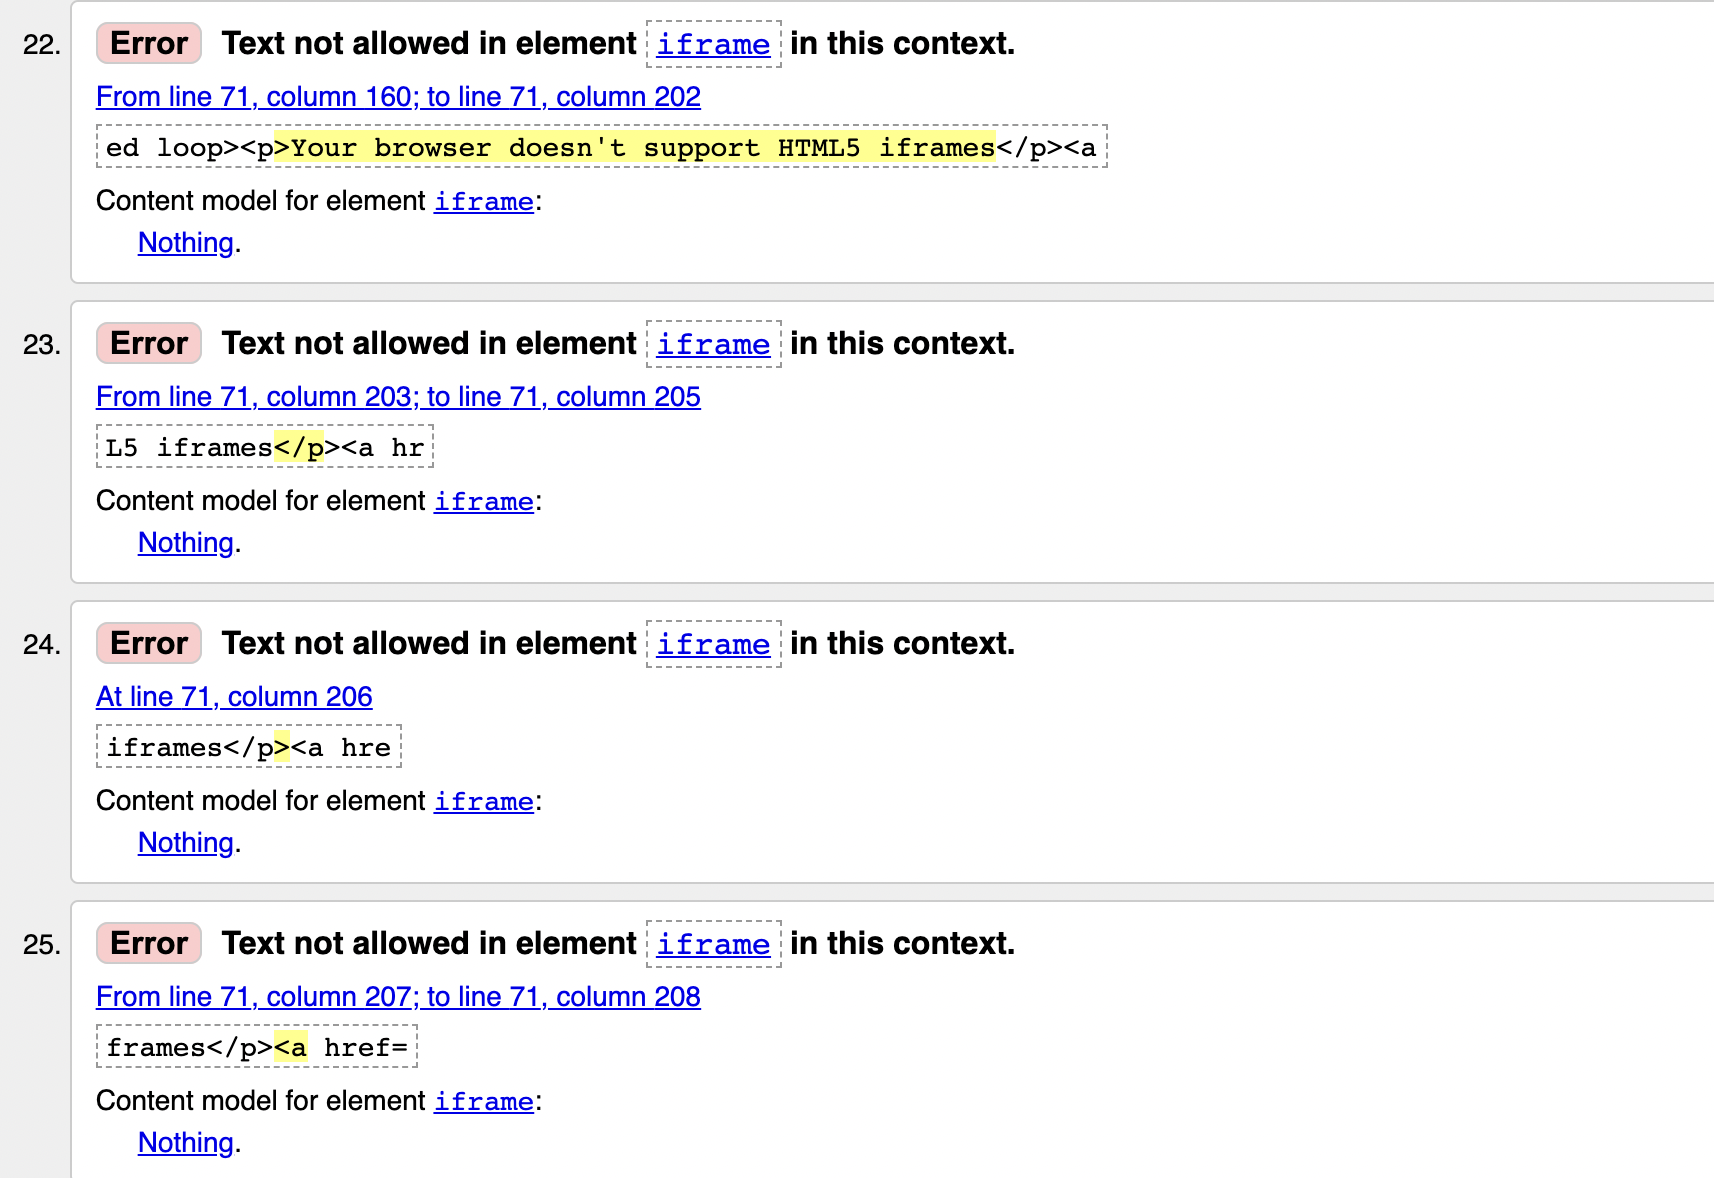 22. Error Text not allowed in element iframe in this context.
From line 71, column 160; to line 71, column 202
ed loop><p>Your browser doesn't support HTML5 iframes</p><a
Content model for element iframe:
Nothing.
23. Error Text not allowed in element iframe in this context.
From line 71, column 203; to line 71, column 205
L5 iframes</p><a hr
Content model for element iframe:
Nothing.
24. Error Text not allowed in element iframe in this context.
At line 71, column 206
iframes</p><a hre
Content model for element iframe:
Nothing.
25. Error Text not allowed in element iframe in this context.
From line 71, column 207; to line 71, column 208
frames</p><a href=
Content model for element iframe:
Nothing.